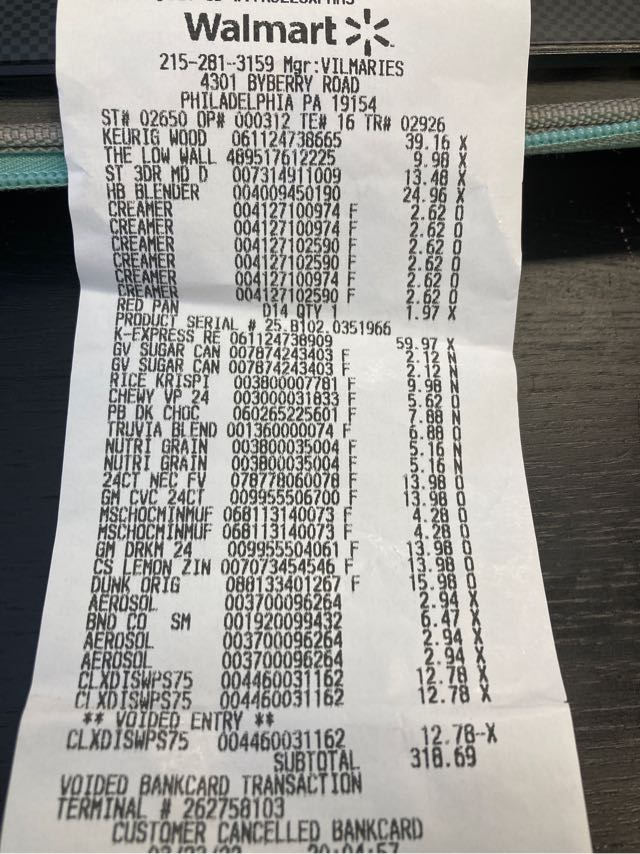 Walmart
215-281-3159 Mgr:VILMARIES
4301 BYBERRY ROAD
PHILADELPHIA PA 19154
ST# 02650 OP# 000312 TE# 16 TR# 02926
KEURIG WOOD 061124738665 39.16 X
THE LOW WALL 489517612225 9.98 X
ST 3DR MD D 007314911009 13.48 X
HB BLENDER 004009450190 24.96 X
CREAMER 004127100974 F 2.62 O
CREAMER 004127100974 F 2.62 O
CREAMER 004127102590 F 2.62 O
CREAMER 004127102590 F 2.62 O
CREAMER 004127100974 F 2.62 O
CREAMER 004127102590 F 2.62 O
RED PAN D14 QTY 1 1.97 X
PRODUCT SERIAL # 25.B102.0351966
K-EXPRESS RE 061124738909 59.97 X
GV SUGAR CAN 007874243403 F 2.12 N
GV SUGAR CAN 007874243403 F 2.12 N
RICE KRISPI 003800007781 F 9.98 N
CHEWY VP 24 003000031833 F 5.62 O
PB DK CHOC 060265225601 F 7.88 N
TRUVIA BLEND 001360000074 F 6.88 O
NUTRI GRAIN 003800035004 F 5.16 N
NUTRI GRAIN 003800035004 F 5.16 N
24CT NEC FV 078778060078 F 13.98 O
GM CVC 24CT 009955506700 F 13.98 O
MSCHOCMINMUF 068113140073 F 4.28 O
MSCHOCMINMUF 068113140073 F 4.28 O
GM DRKM 24 009955504061 F 13.98 O
CS LEMON ZIN 007073454546 F 13.98 O
DUNK ORIG 088133401267 F 15.98 O
AEROSOL 003700096264 2.94 X
BND CO SM 001920099432 6.47 X
AEROSOL 003700096264 2.94 X
AEROSOL 003700096264 2.94 X
CLXDISWPS75 004460031162 12.78 X
CLXDISWPS75 004460031162 12.78 X
** VOIDED ENTRY **
CLXDISWPS75 004460031162 12.78-X
SUBTOTAL 318.69
VOIDED BANKCARD TRANSACTION
TERMINAL # 262758103
CUSTOMER CANCELLED BANKCARD